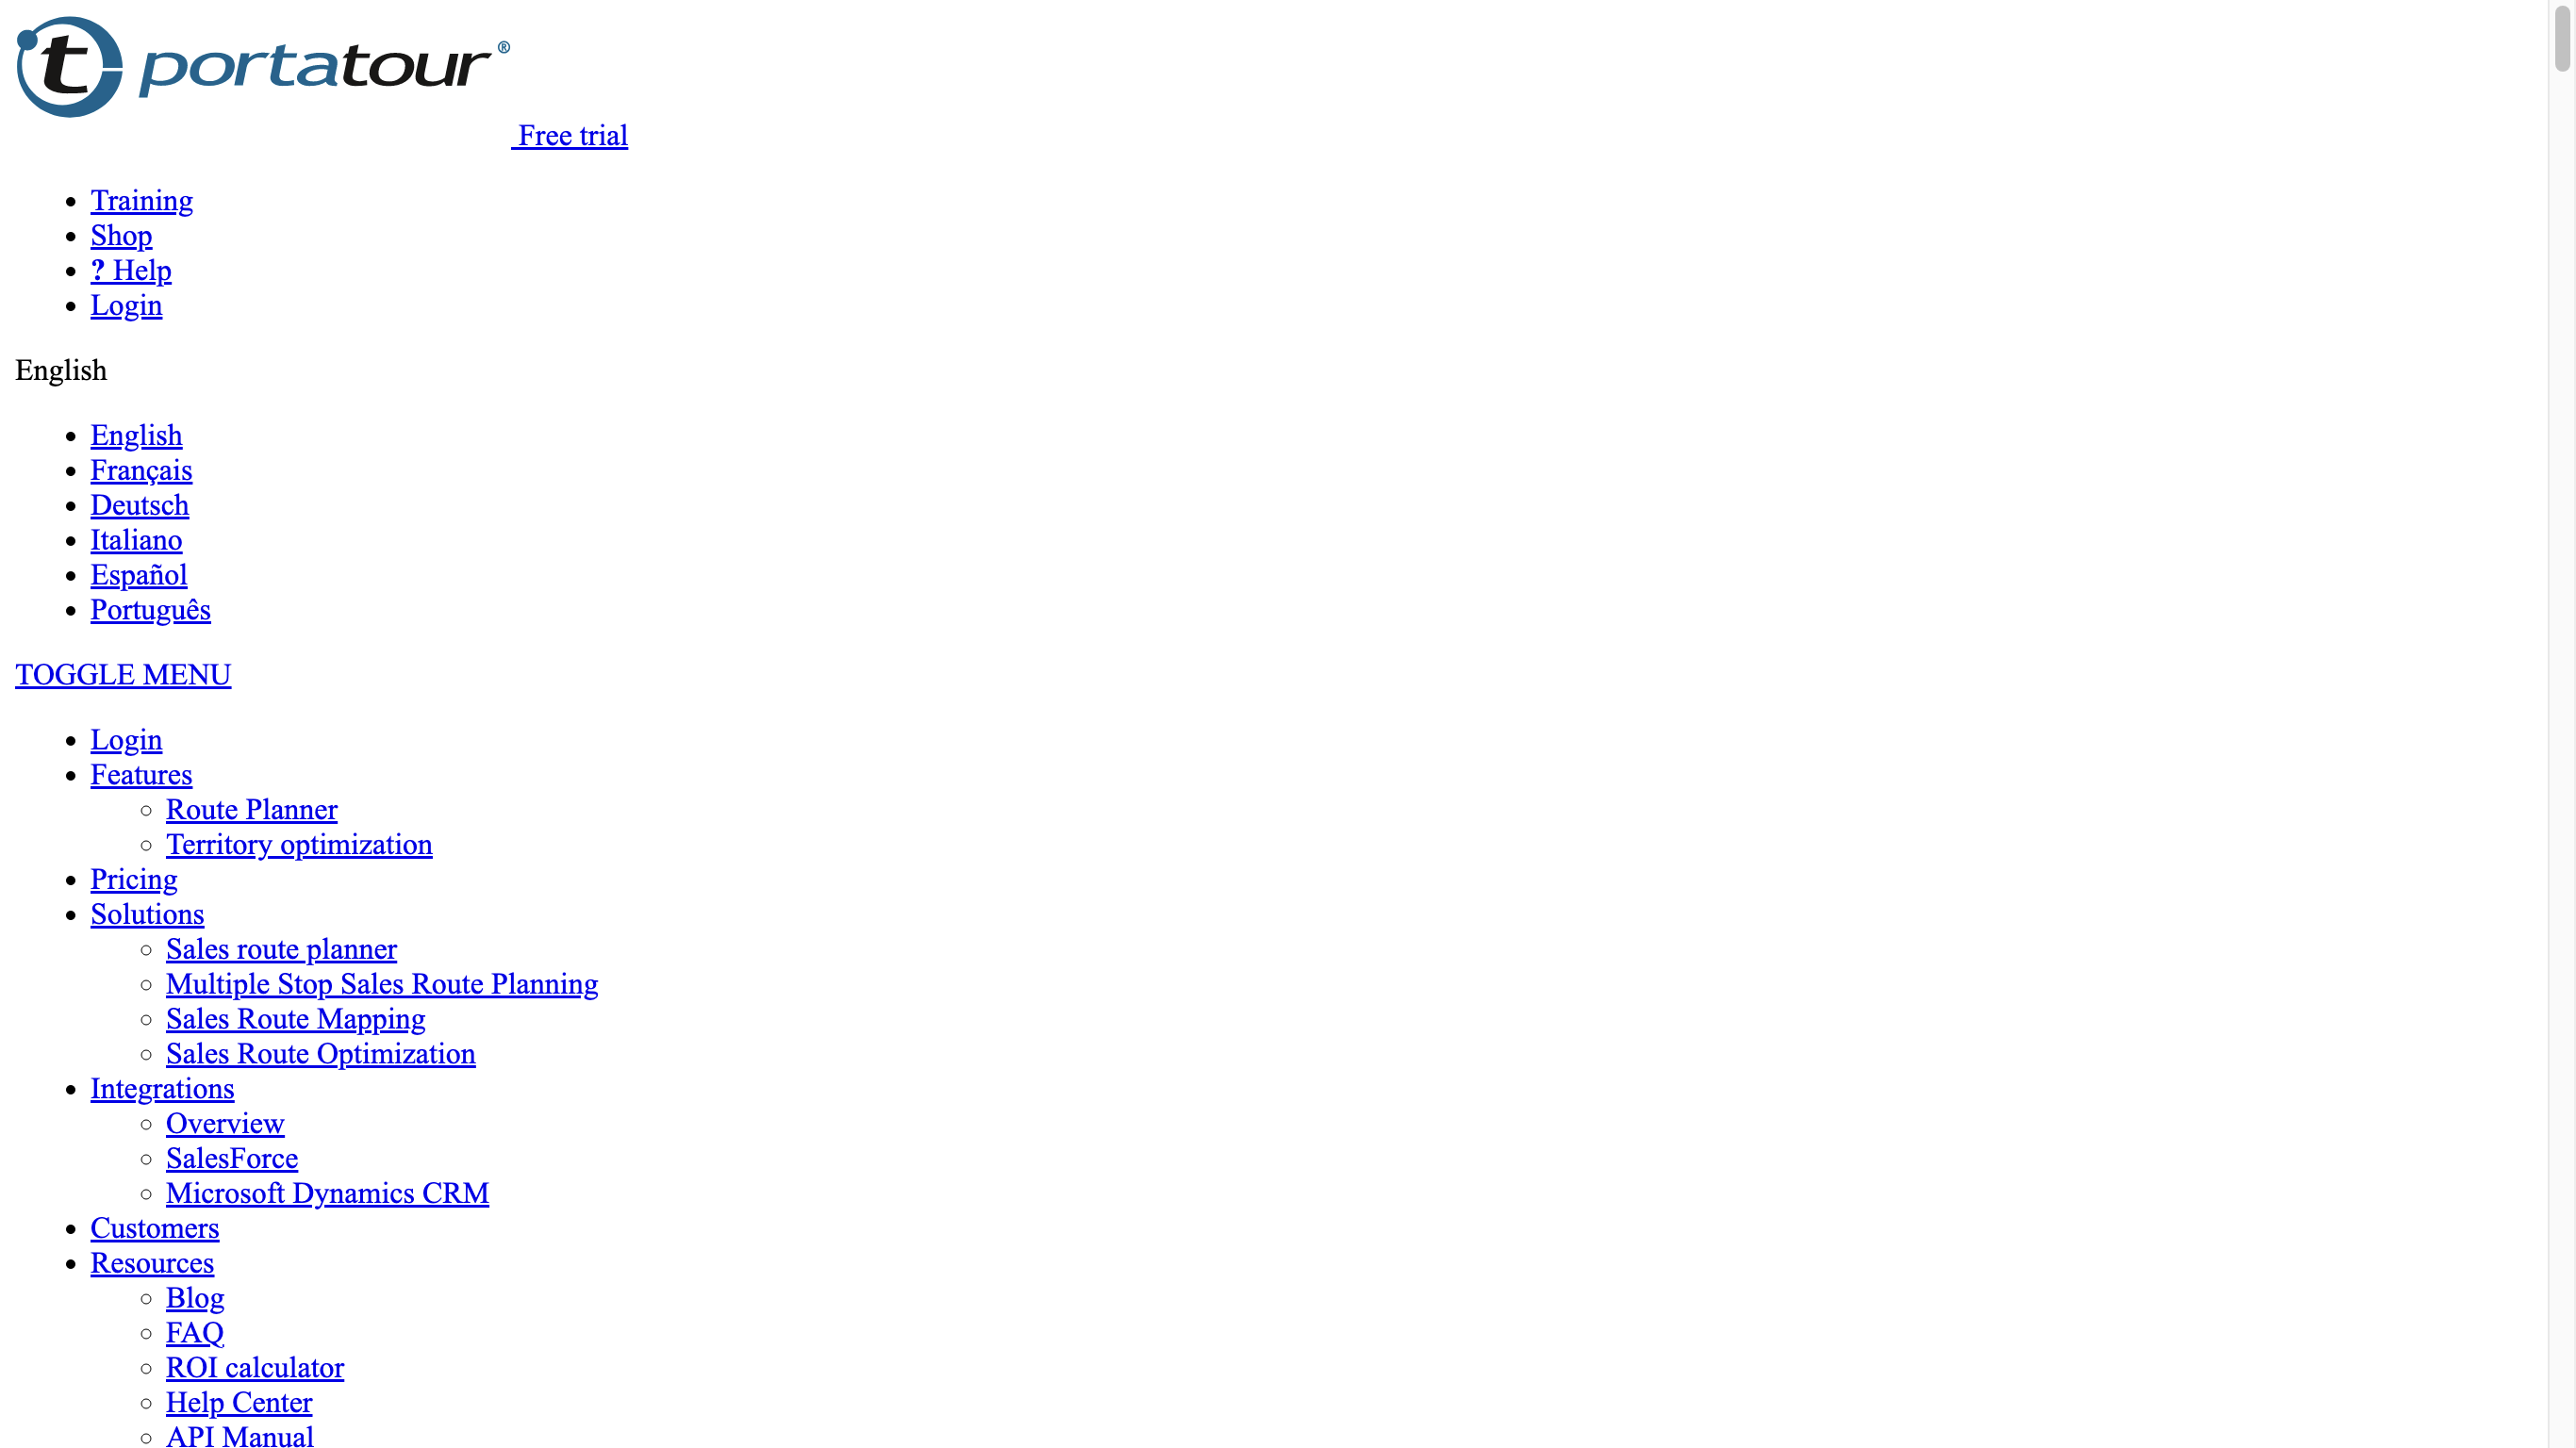 t portatour®
Free trial
Training
Shop
? Help
Login
English
English
Français
Deutsch
Italiano
Español
Português
TOGGLE MENU
Login
Features
Route Planner
Territory optimization
Pricing
Solutions
Sales route planner
Multiple Stop Sales Route Planning
Sales Route Mapping
Sales Route Optimization
Integrations
Overview
SalesForce
Microsoft Dynamics CRM
Customers
Resources
Blog
FAQ
ROI calculator
Help Center
API Manual